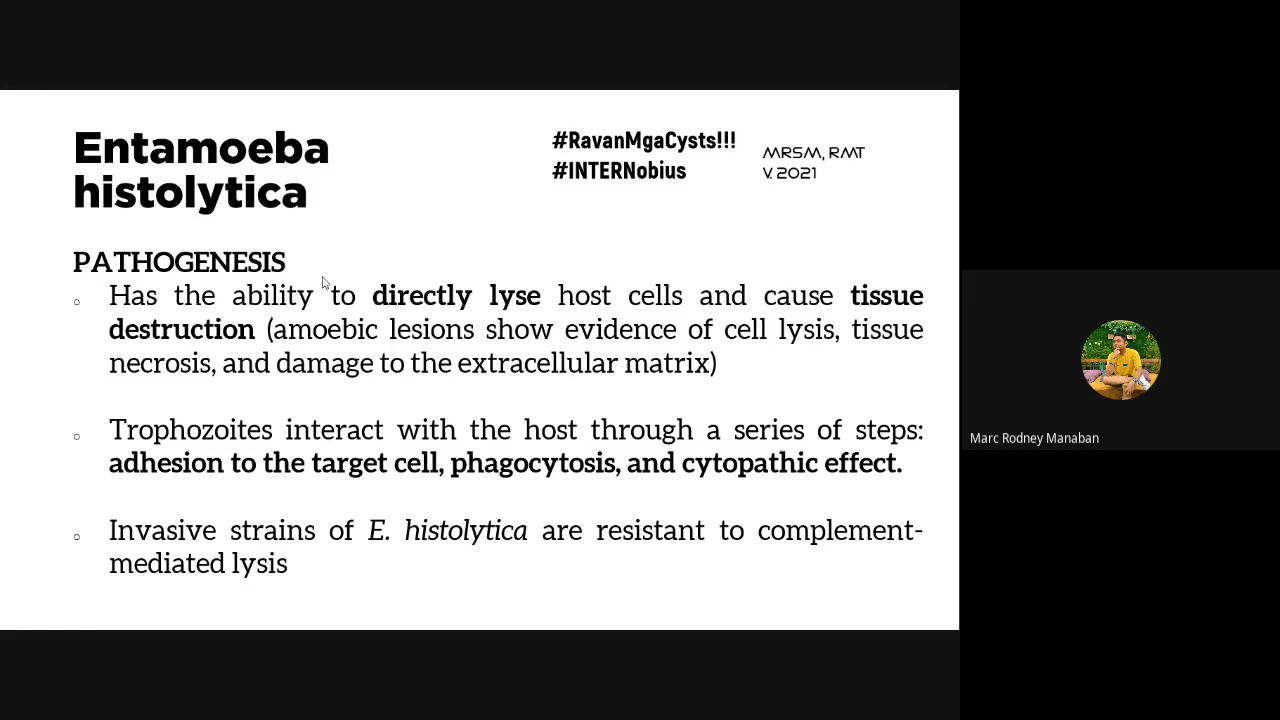 Entamoeba
histolytica
#RavanMgaCysts!!!
#INTERNobius
MRSM, RMT
V. 2021
PATHOGENESIS
○ Has the ability to directly lyse host cells and cause tissue
destruction (amoebic lesions show evidence of cell lysis, tissue
necrosis, and damage to the extracellular matrix)
○ Trophozoites interact with the host through a series of steps:
adhesion to the target cell, phagocytosis, and cytopathic effect.
○ Invasive strains of E. histolytica are resistant to complement-
mediated lysis
Marc Rodney Manaban